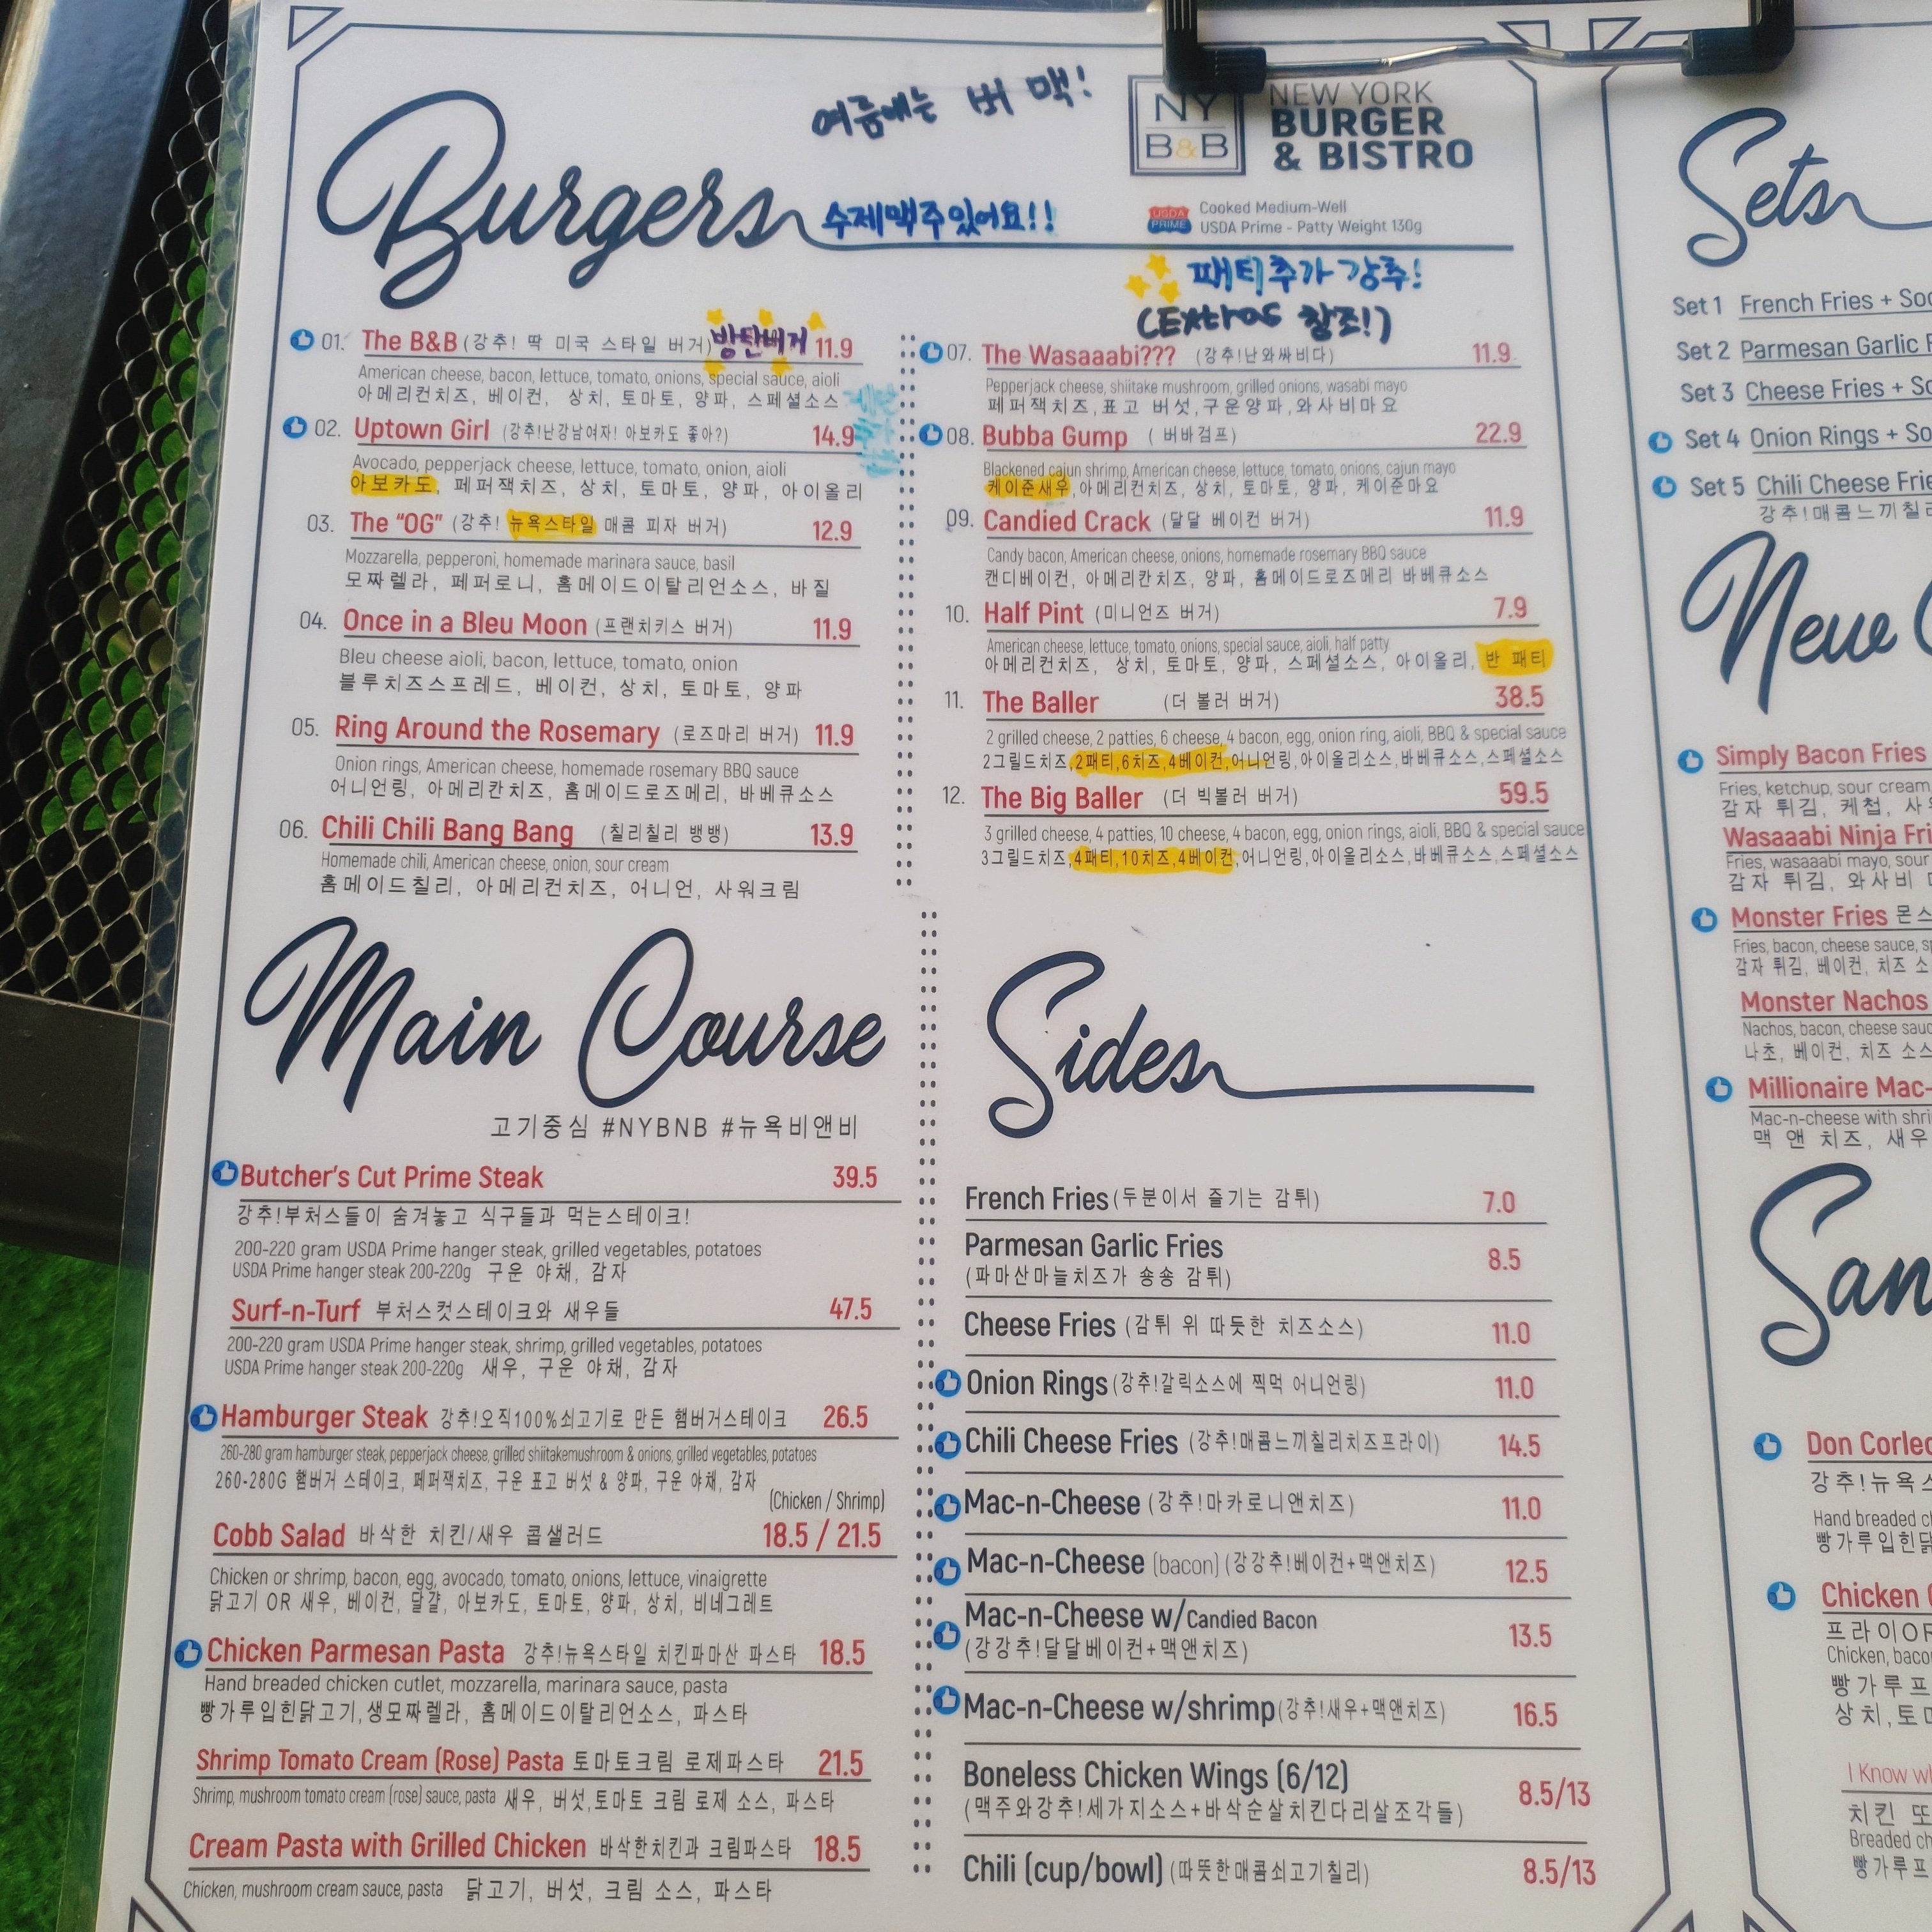 여름에는 버 맥!
NY
B&B
NEW YORK
BURGER
& BISTRO
Burgers
수제맥주있어요!!
USDA
PRIME
Cooked Medium-Well
USDA Prime - Patty Weight 130g
패티추가 강추!
(Extras 참조!)
01. The B&B (강추! 딱 미국 스타일 버거) 방탄버거 11.9
American cheese, bacon, lettuce, tomato, onions, special sauce, aioli
아메리컨치즈, 베이컨, 상치, 토마토, 양파, 스페셜소스
02. Uptown Girl (강추!난강남여자! 아보카도 좋아?) 14.9
Avocado, pepperjack cheese, lettuce, tomato, onion, aioli
아보카도, 페퍼잭치즈, 상치, 토마토, 양파, 아이올리
03. The “OG” (강추! 뉴욕스타일 매콤 피자 버거) 12.9
Mozzarella, pepperoni, homemade marinara sauce, basil
모짜렐라, 페퍼로니, 홈메이드이탈리언소스, 바질
04. Once in a Bleu Moon (프랜치키스 버거) 11.9
Bleu cheese aioli, bacon, lettuce, tomato, onion
블루치즈스프레드, 베이컨, 상치, 토마토, 양파
05. Ring Around the Rosemary (로즈마리 버거) 11.9
Onion rings, American cheese, homemade rosemary BBQ sauce
어니언링, 아메리칸치즈, 홈메이드로즈메리, 바베큐소스
06. Chili Chili Bang Bang (칠리칠리 뱅뱅) 13.9
Homemade chili, American cheese, onion, sour cream
홈메이드칠리, 아메리컨치즈, 어니언, 사워크림
07. The Wasaaabi??? (강추!난와싸비다) 11.9
Pepperjack cheese, shiitake mushroom, grilled onions, wasabi mayo
페퍼잭치즈,표고 버섯,구운양파,와사비마요
08. Bubba Gump ( 버바검프) 22.9
Blackened cajun shrimp, American cheese, lettuce, tomato, onions, cajun mayo
케이준새우,아메리컨치즈, 상치, 토마토, 양파, 케이준마요
09. Candied Crack (달달 베이컨 버거) 11.9
Candy bacon, American cheese, onions, homemade rosemary BBQ sauce
캔디베이컨, 아메리칸치즈, 양파, 홈메이드로즈메리 바베큐소스
10. Half Pint (미니언즈 버거) 7.9
American cheese, lettuce, tomato, onions, special sauce, aioli, half patty
아메리컨치즈, 상치, 토마토, 양파, 스페셜소스, 아이올리, 반 패티
11. The Baller (더 볼러 버거) 38.5
2 grilled cheese, 2 patties, 6 cheese, 4 bacon, egg, onion ring, aioli, BBQ & special sauce
2그릴드치즈,2패티,6치즈,4베이컨,어니언링,아이올리소스,바베큐소스,스페셜소스
12. The Big Baller (더 빅볼러 버거) 59.5
3 grilled cheese, 4 patties, 10 cheese, 4 bacon, egg, onion rings, aioli, BBQ & special sauce
3그릴드치즈,4패티,10치즈,4베이컨,어니언링,아이올리소스,바베큐소스,스페셜소스
Main Course
고기중심 #NYBNB #뉴욕비앤비
Butcher's Cut Prime Steak 39.5
강추!부처스들이 숨겨놓고 식구들과 먹는스테이크!
200-220 gram USDA Prime hanger steak, grilled vegetables, potatoes
USDA Prime hanger steak 200-220g 구운 야채, 감자
Surf-n-Turf 부처스컷스테이크와 새우들 47.5
200-220 gram USDA Prime hanger steak, shrimp, grilled vegetables, potatoes
USDA Prime hanger steak 200-220g 새우, 구운 야채, 감자
Hamburger Steak 강추!오직100%쇠고기로 만든 햄버거스테이크 26.5
260-280 gram hamburger steak, pepperjack cheese, grilled shiitakemushroom & onions, grilled vegetables, potatoes
260-280G 햄버거 스테이크, 페퍼잭치즈, 구운 표고 버섯 & 양파, 구운 야채, 감자
(Chicken / Shrimp)
Cobb Salad 바삭한 치킨/새우 콥샐러드 18.5 / 21.5
Chicken or shrimp, bacon, egg, avocado, tomato, onions, lettuce, vinaigrette
닭고기 OR 새우, 베이컨, 달걀, 아보카도, 토마토, 양파, 상치, 비네그레트
Chicken Parmesan Pasta 강추!뉴욕스타일 치킨파마산 파스타 18.5
Hand breaded chicken cutlet, mozzarella, marinara sauce, pasta
빵가루입힌닭고기,생모짜렐라, 홈메이드이탈리언소스, 파스타
Shrimp Tomato Cream (Rose) Pasta 토마토크림 로제파스타 21.5
Shrimp, mushroom tomato cream (rose) sauce, pasta 새우, 버섯,토마토 크림 로제 소스, 파스타
Cream Pasta with Grilled Chicken 바삭한치킨과 크림파스타 18.5
Chicken, mushroom cream sauce, pasta 닭고기, 버섯, 크림 소스, 파스타
Sides
French Fries (두분이서 즐기는 감튀) 7.0
Parmesan Garlic Fries 8.5
(파마산마늘치즈가 송송 감튀)
Cheese Fries (감튀 위 따듯한 치즈소스) 11.0
Onion Rings (강추!갈릭소스에 찍먹 어니언링) 11.0
Chili Cheese Fries (강추!매콤느끼칠리치즈프라이) 14.5
Mac-n-Cheese (강추!마카로니앤치즈) 11.0
Mac-n-Cheese (bacon) (강강추!베이컨+맥앤치즈) 12.5
Mac-n-Cheese w/Candied Bacon 13.5
(강강추!달달베이컨+맥앤치즈)
Mac-n-Cheese w/shrimp (강추!새우+맥앤치즈) 16.5
Boneless Chicken Wings (6/12) 8.5/13
(맥주와강추!세가지소스+바삭순살치킨다리살조각들)
Chili (cup/bowl) (따뜻한매콤쇠고기칠리) 8.5/13
Sets
Set 1 French Fries + So
Set 2 Parmesan Garlic F
Set 3 Cheese Fries + So
Set 4 Onion Rings + So
Set 5 Chili Cheese Frie
강추!매콤느끼칠리
New
Simply Bacon Fries
Fries, ketchup, sour cream,
감자 튀김, 케첩, 사워
Wasaaabi Ninja Fri
Fries, wasaaabi mayo, sour
감자 튀김, 와사비
Monster Fries 몬스
Fries, bacon, cheese sauce, sp
감자 튀김, 베이컨, 치즈 소
Monster Nachos
Nachos, bacon, cheese sauc
나초, 베이컨, 치즈 소스
Millionaire Mac-
Mac-n-cheese with shri
맥 앤 치즈, 새우
San
Don Corleo
강추!뉴욕스
Hand breaded ch
빵가루입힌닭
Chicken
프라이OR
Chicken, baco
빵가루프
상치,토마
I Know wh
치킨 또
Breaded ch
빵가루프